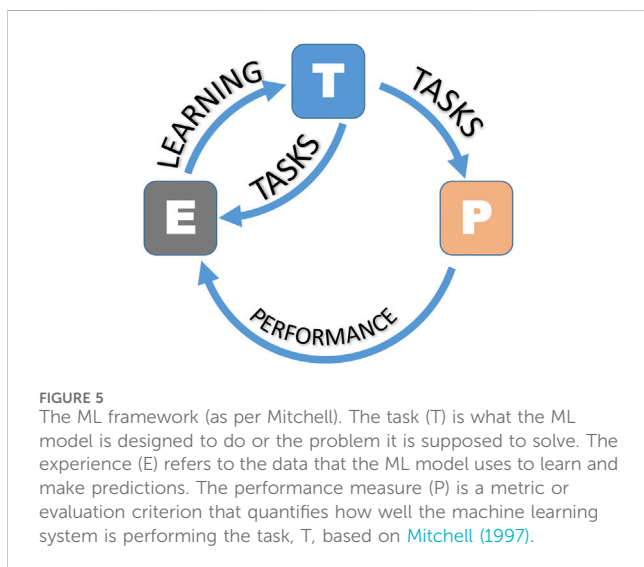 T
LEARNING
TASKS
TASKS
E
P
PERFORMANCE
FIGURE 5
The ML framework (as per Mitchell). The task (T) is what the ML
model is designed to do or the problem it is supposed to solve. The
experience (E) refers to the data that the ML model uses to learn and
make predictions. The performance measure (P) is a metric or
evaluation criterion that quantifies how well the machine learning
system is performing the task, T, based on Mitchell (1997).